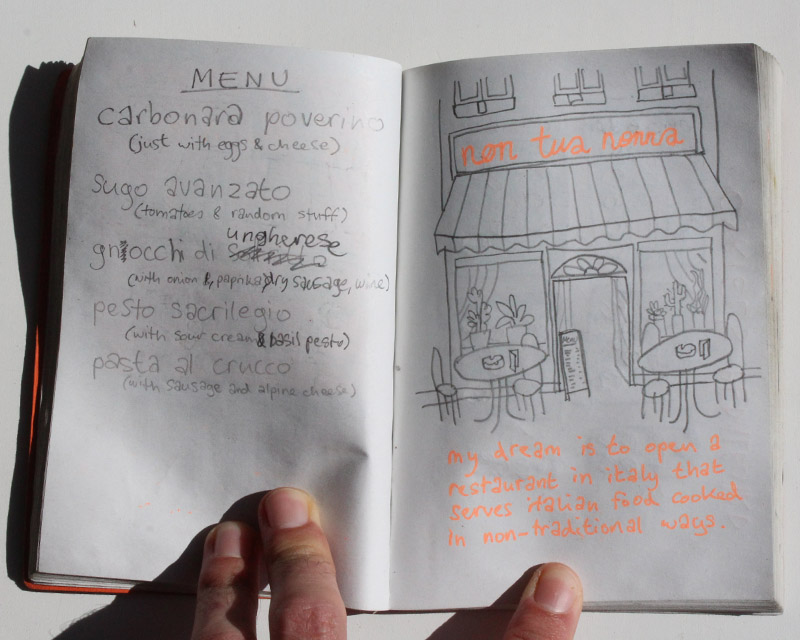 MENU
carbonara poverino
(just with eggs & cheese)
sugo avanzato
(tomatoes & random stuff)
gnocchi di ungherese
(with onion &, paprika, dry sausage, wine)
pesto sacrilegio
(with sour cream & basil pesto)
pasta al crucco
(with sausage and alpine cheese)
non tua nonna
my dream is to open a
restaurant in italy that
serves italian food cooked
in non-traditional ways.